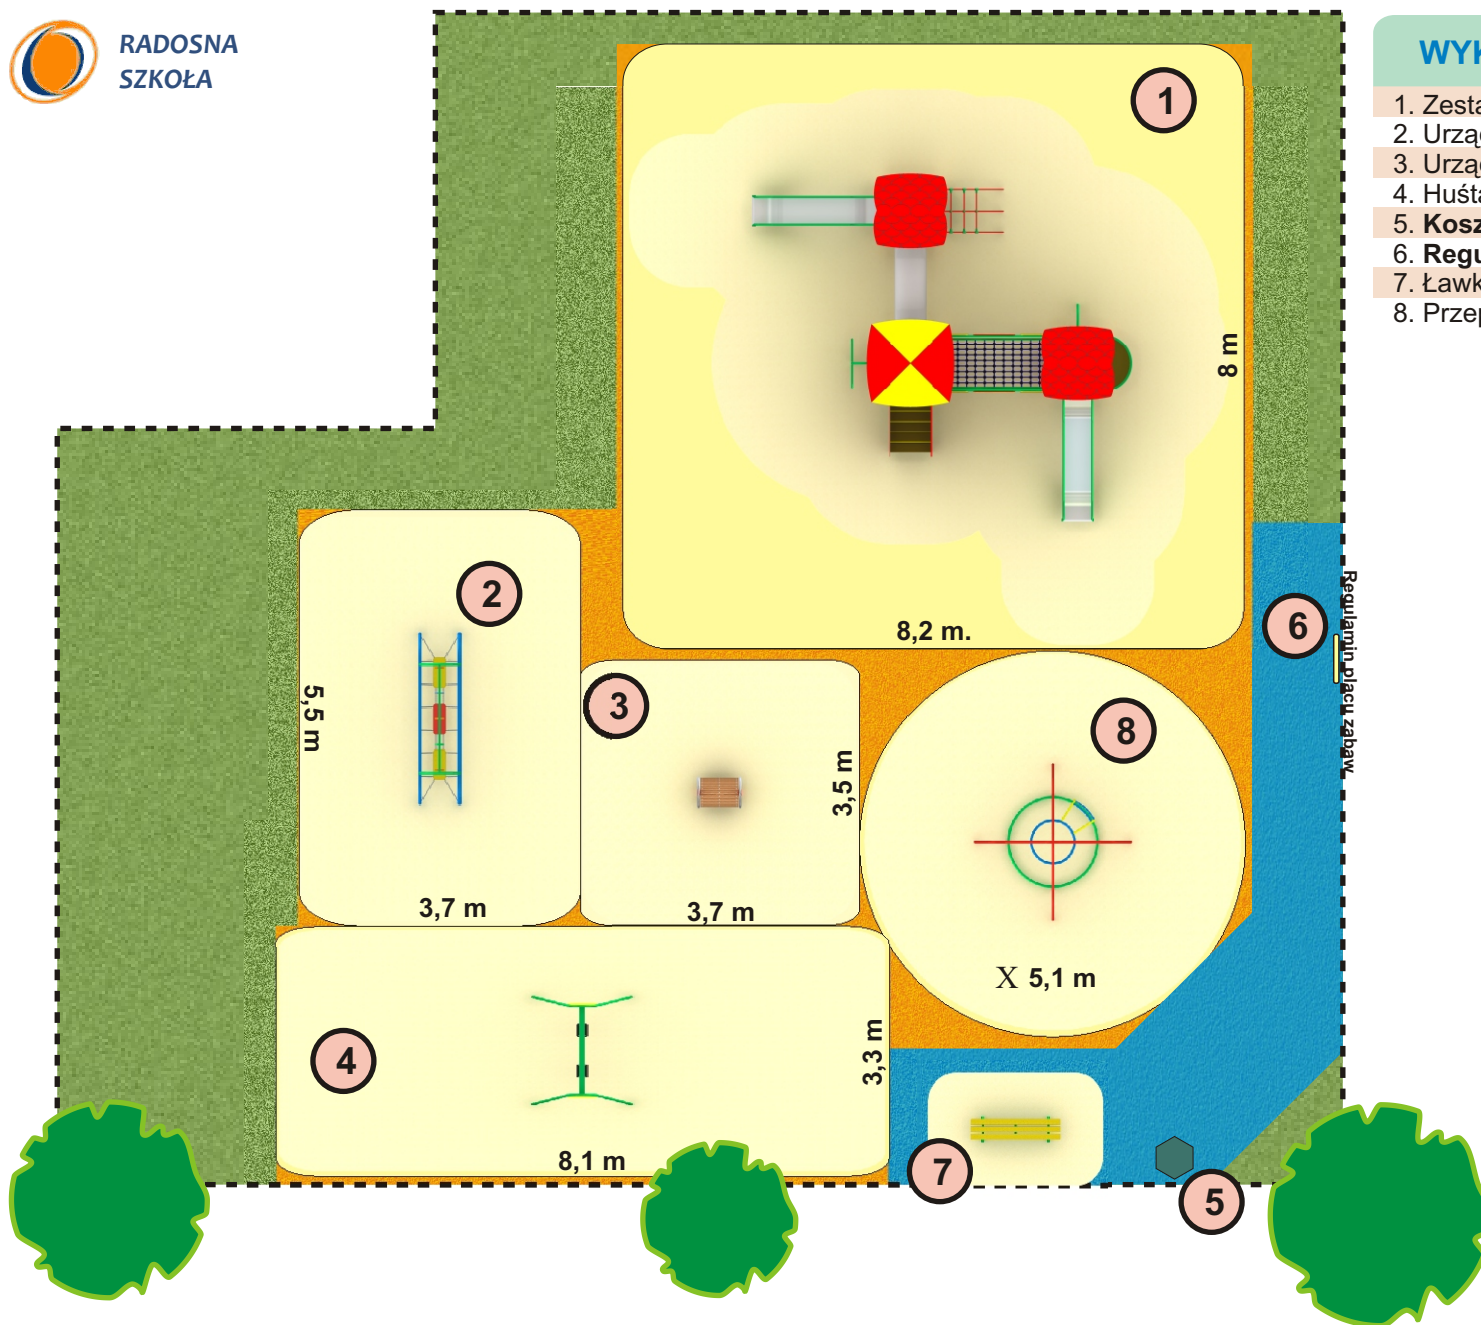 RADOSNA
SZKOŁA
WYK
1. Zesta
2. Urzą
3. Urzą
4. Huśta
5. Kosz
6. Regu
7. Ławk
8. Przep
1
8 m
8,2 m.
2
5,5 m
3,7 m
3
3,5 m
3,7 m
6
Regulamin placu zabaw
8
X 5,1 m
4
3,3 m
8,1 m
7
5